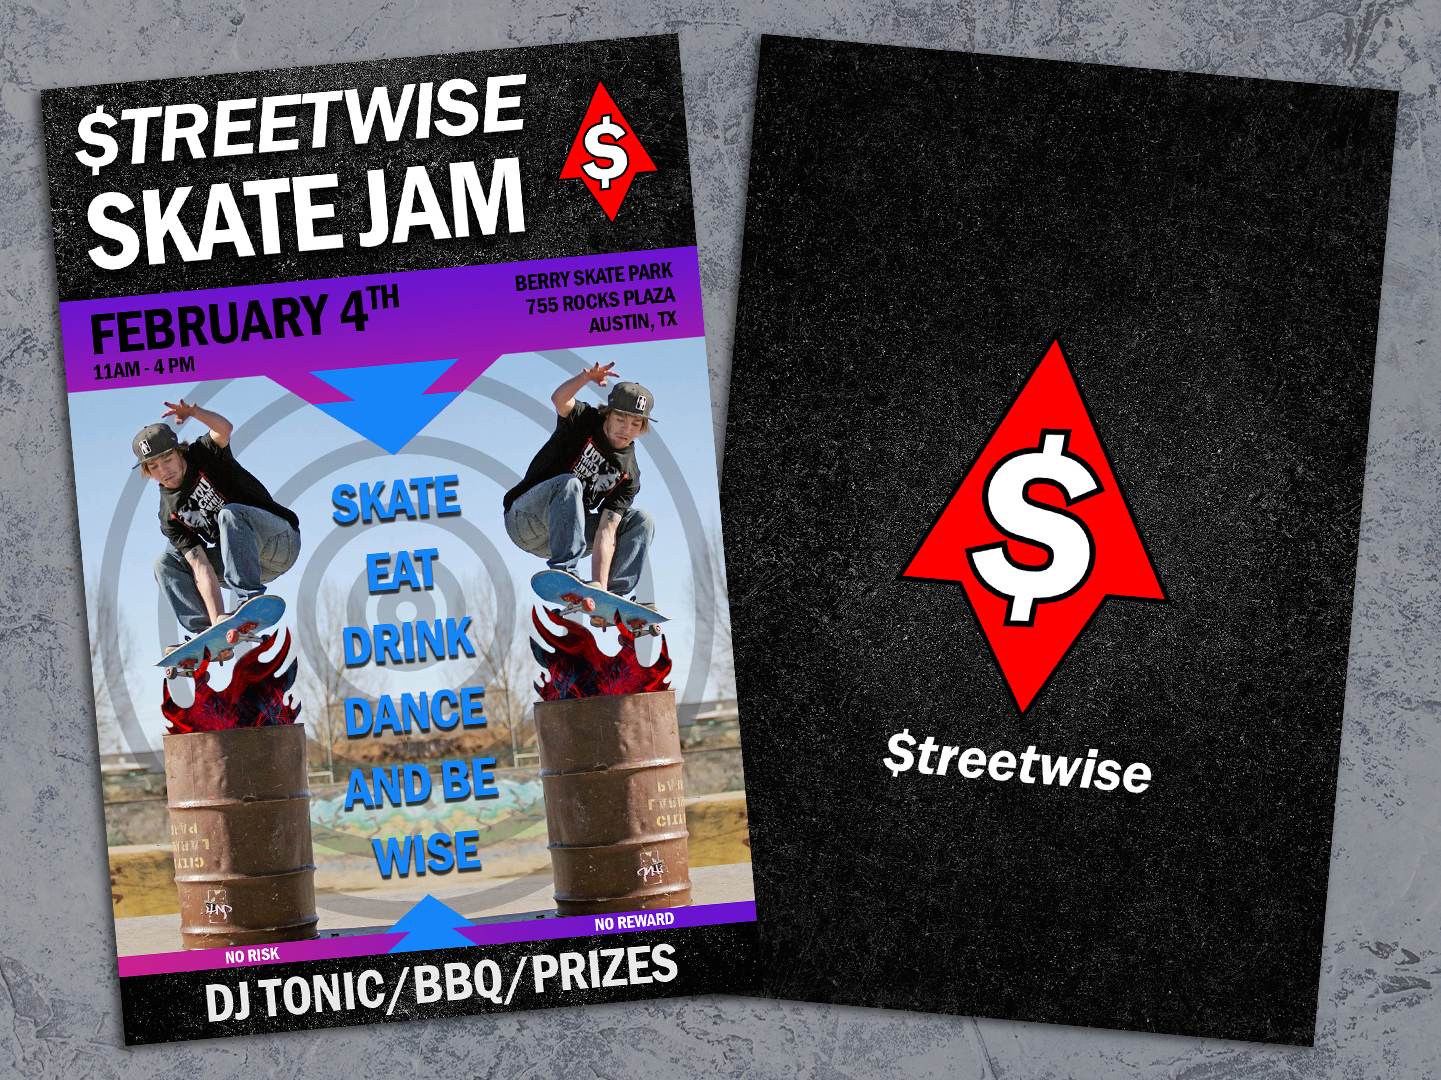 $TREETWISE
SKATE JAM
$
FEBRUARY 4TH
11AM - 4 PM
BERRY SKATE PARK
755 ROCKS PLAZA
AUSTIN, TX
SKATE
EAT
DRINK
DANCE
AND BE
WISE
NO RISK
NO REWARD
DJ TONIC/BBQ/PRIZES
$
$treetwise